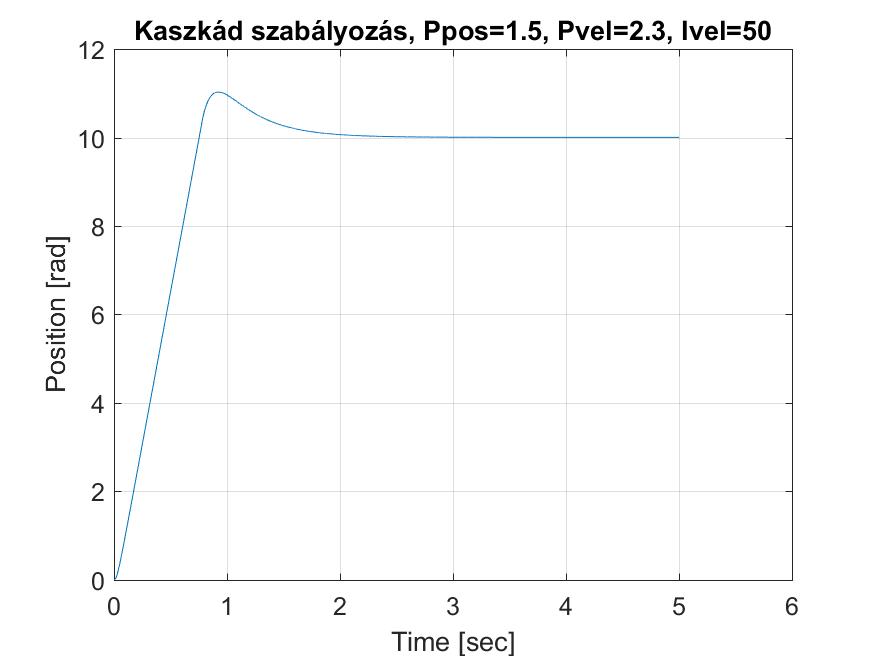 Kaszkád szabályozás, Ppos=1.5, Pvel=2.3, Ivel=50
12
10
8
6
4
2
0
Position [rad]
0 1 2 3 4 5 6
Time [sec]